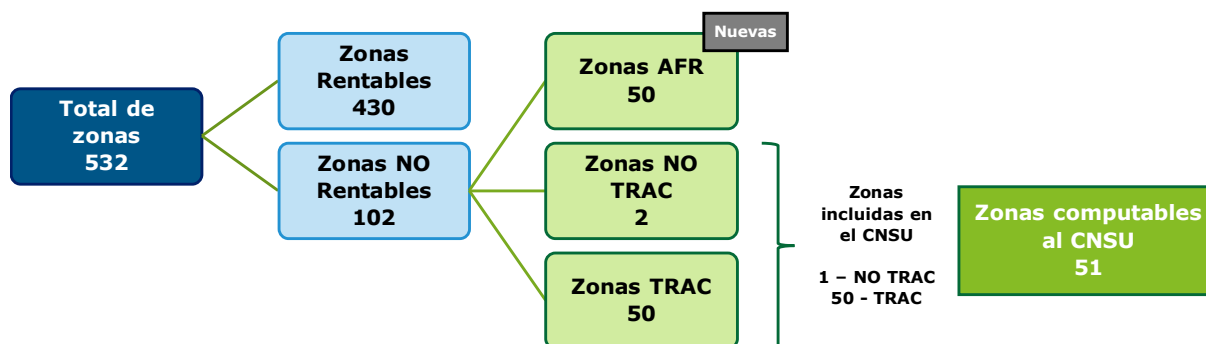 Total de
zonas
532
Zonas
Rentables
430
Zonas NO
Rentables
102
Nuevas
Zonas AFR
50
Zonas NO
TRAC
2
Zonas TRAC
50
Zonas
incluidas en
el CNSU
1 – NO TRAC
50 - TRAC
Zonas computables
al CNSU
51